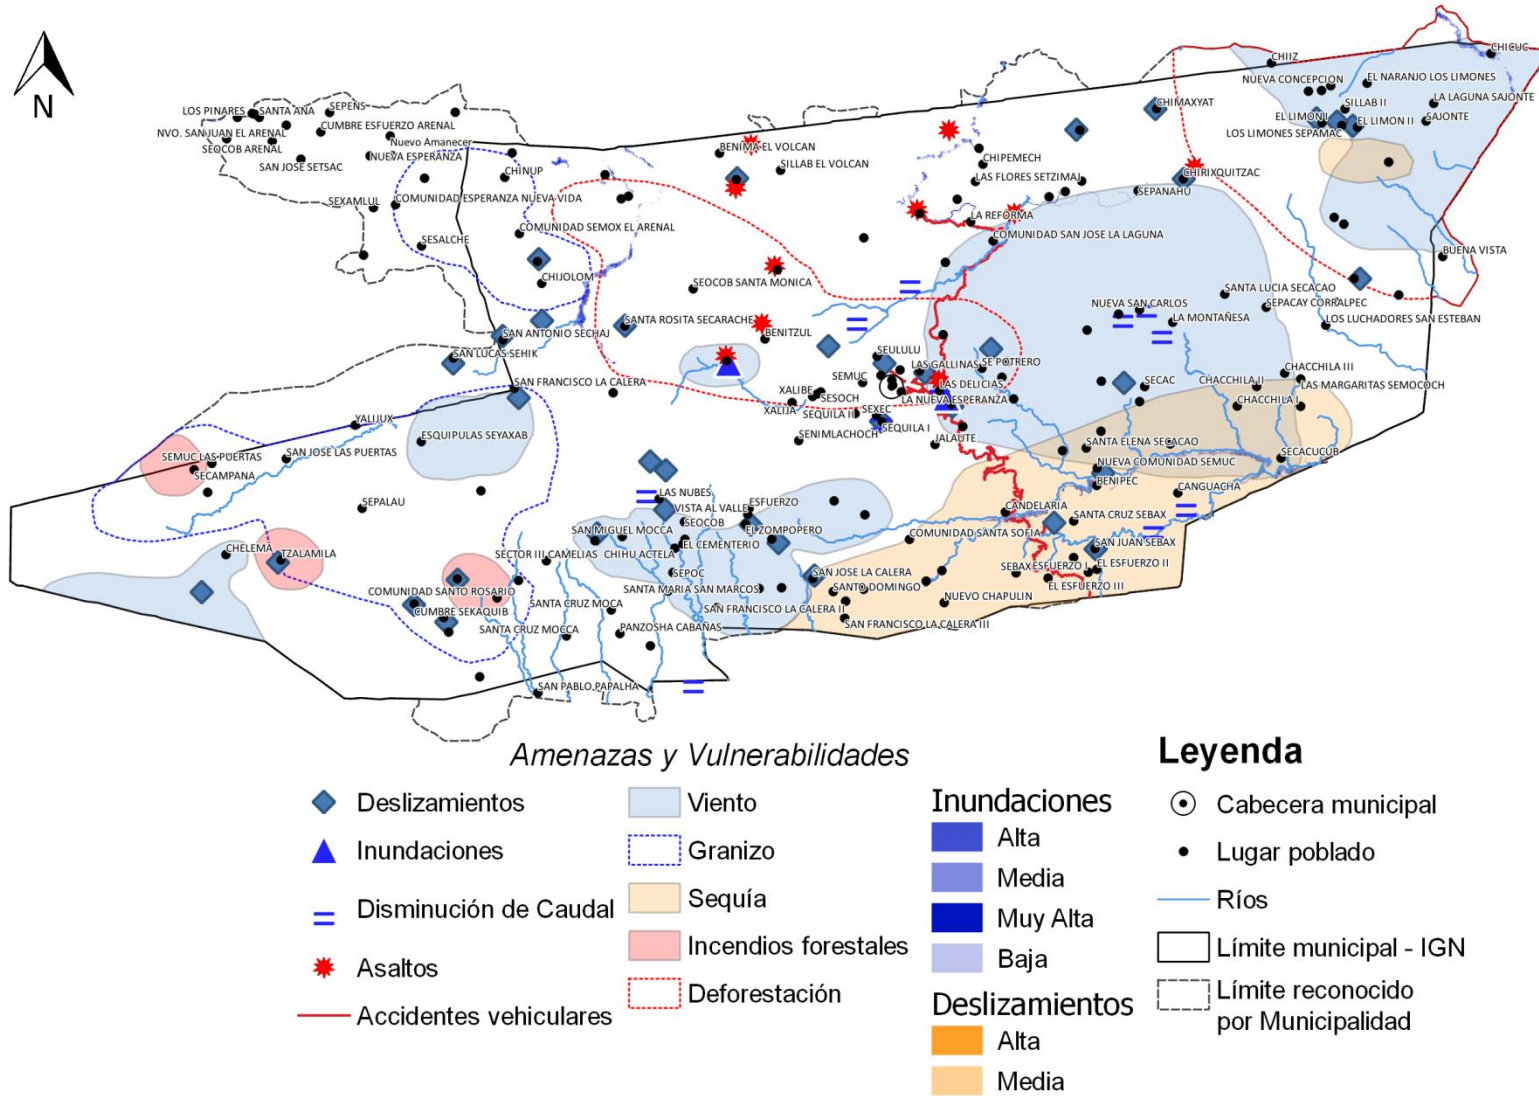 N
CHICUC
CHIIZ
NUEVA CONCEPCION
EL NARANJO LOS LIMONES
SILLAB II
LA LAGUNA SAJONTE
EL LIMON I
EL LIMON II
SAJONTE
LOS LIMONES SEPAMAC
CHIMAXYAT
LOS PINARES
SANTA ANA
SEPENS
NVO. SAN JUAN EL ARENAL
CUMBRE ESFUERZO ARENAL
SEOCOB ARENAL
Nuevo Amanecer
SAN JOSE SETSAC
NUEVA ESPERANZA
BENIMA EL VOLCAN
SILLAB EL VOLCAN
CHIPEMECH
CHINUP
LAS FLORES SETZIMAJ
CHIRIXQUITZAC
SEPANAHU
SEXAMLUL
COMUNIDAD ESPERANZA NUEVA VIDA
LA REFORMA
COMUNIDAD SEMOX EL ARENAL
COMUNIDAD SAN JOSE LA LAGUNA
SESALCHE
BUENA VISTA
CHIJOLOM
SEOCOB SANTA MONICA
SANTA LUCIA SECACAO
NUEVA SAN CARLOS
SEPACAY CORRALPEC
LA MONTAÑESA
LOS LUCHADORES SAN ESTEBAN
SANTA ROSITA SECARACHE
SAN ANTONIO SECHAJ
BENITZUL
SAN LUCAS SEHIK
SEULULU
LAS GALLINAS
SE POTRERO
CHACCHILA III
SEMUC
LAS DELICIAS
SECAC
CHACCHILA II
LAS MARGARITAS SEMOCOCH
SAN FRANCISCO LA CALERA
XALIBE
SESOCH
LA NUEVA ESPERANZA
XALIJA
CHACCHILA I
SEQUILA II
SEXEC
YALIJUX
SEQUILA I
ESQUIPULAS SEYAXAB
SENIMLACHOCH
JALAUTE
SANTA ELENA SECACAO
SEMUC LAS PUERTAS
SAN JOSE LAS PUERTAS
SECACUCUB
NUEVA COMUNIDAD SEMUC
SECAMPANA
BENIPEC
CANGUACHA
SEPALAU
LAS NUBES
VISTA AL VALLE
ESFUERZO
CANDELARIA
SANTA CRUZ SEBAX
SEOCOB
SAN MIGUEL MOCCA
EL ZOMPOPERO
COMUNIDAD SANTA SOFIA
SAN JUAN SEBAX
CHELEMA
TZALAMILA
SECTOR III CAMELIAS
CHIHU ACTELA
EL CEMENTERIO
SEPOC
SAN JOSE LA CALERA
SEBAX
ESFUERZO I
EL ESFUERZO II
COMUNIDAD SANTO ROSARIO
SANTA MARIA SAN MARCOS
SANTO DOMINGO
EL ESFUERZO III
CUMBRE SEKAQUIB
SANTA CRUZ MOCA
SAN FRANCISCO LA CALERA II
NUEVO CHAPULIN
SANTA CRUZ MOCCA
PANZOSHA CABAÑAS
SAN FRANCISCO LA CALERA III
SAN PABLO PAPALHA
Amenazas y Vulnerabilidades
Deslizamientos
Inundaciones
Disminución de Caudal
Asaltos
Accidentes vehiculares
Viento
Granizo
Sequía
Incendios forestales
Deforestación
Inundaciones
Alta
Media
Muy Alta
Baja
Deslizamientos
Alta
Media
Leyenda
Cabecera municipal
Lugar poblado
Ríos
Límite municipal - IGN
Límite reconocido
por Municipalidad